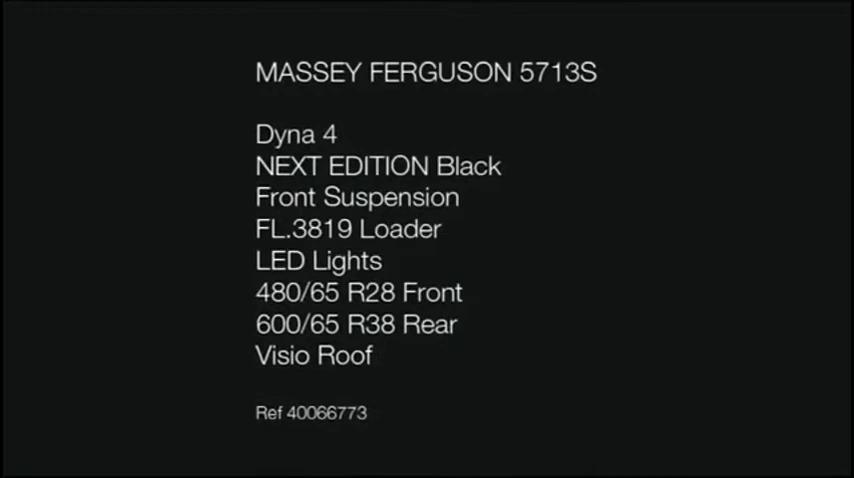 MASSEY FERGUSON 5713S
Dyna 4
NEXT EDITION Black
Front Suspension
FL.3819 Loader
LED Lights
480/65 R28 Front
600/65 R38 Rear
Visio Roof
Ref 40066773